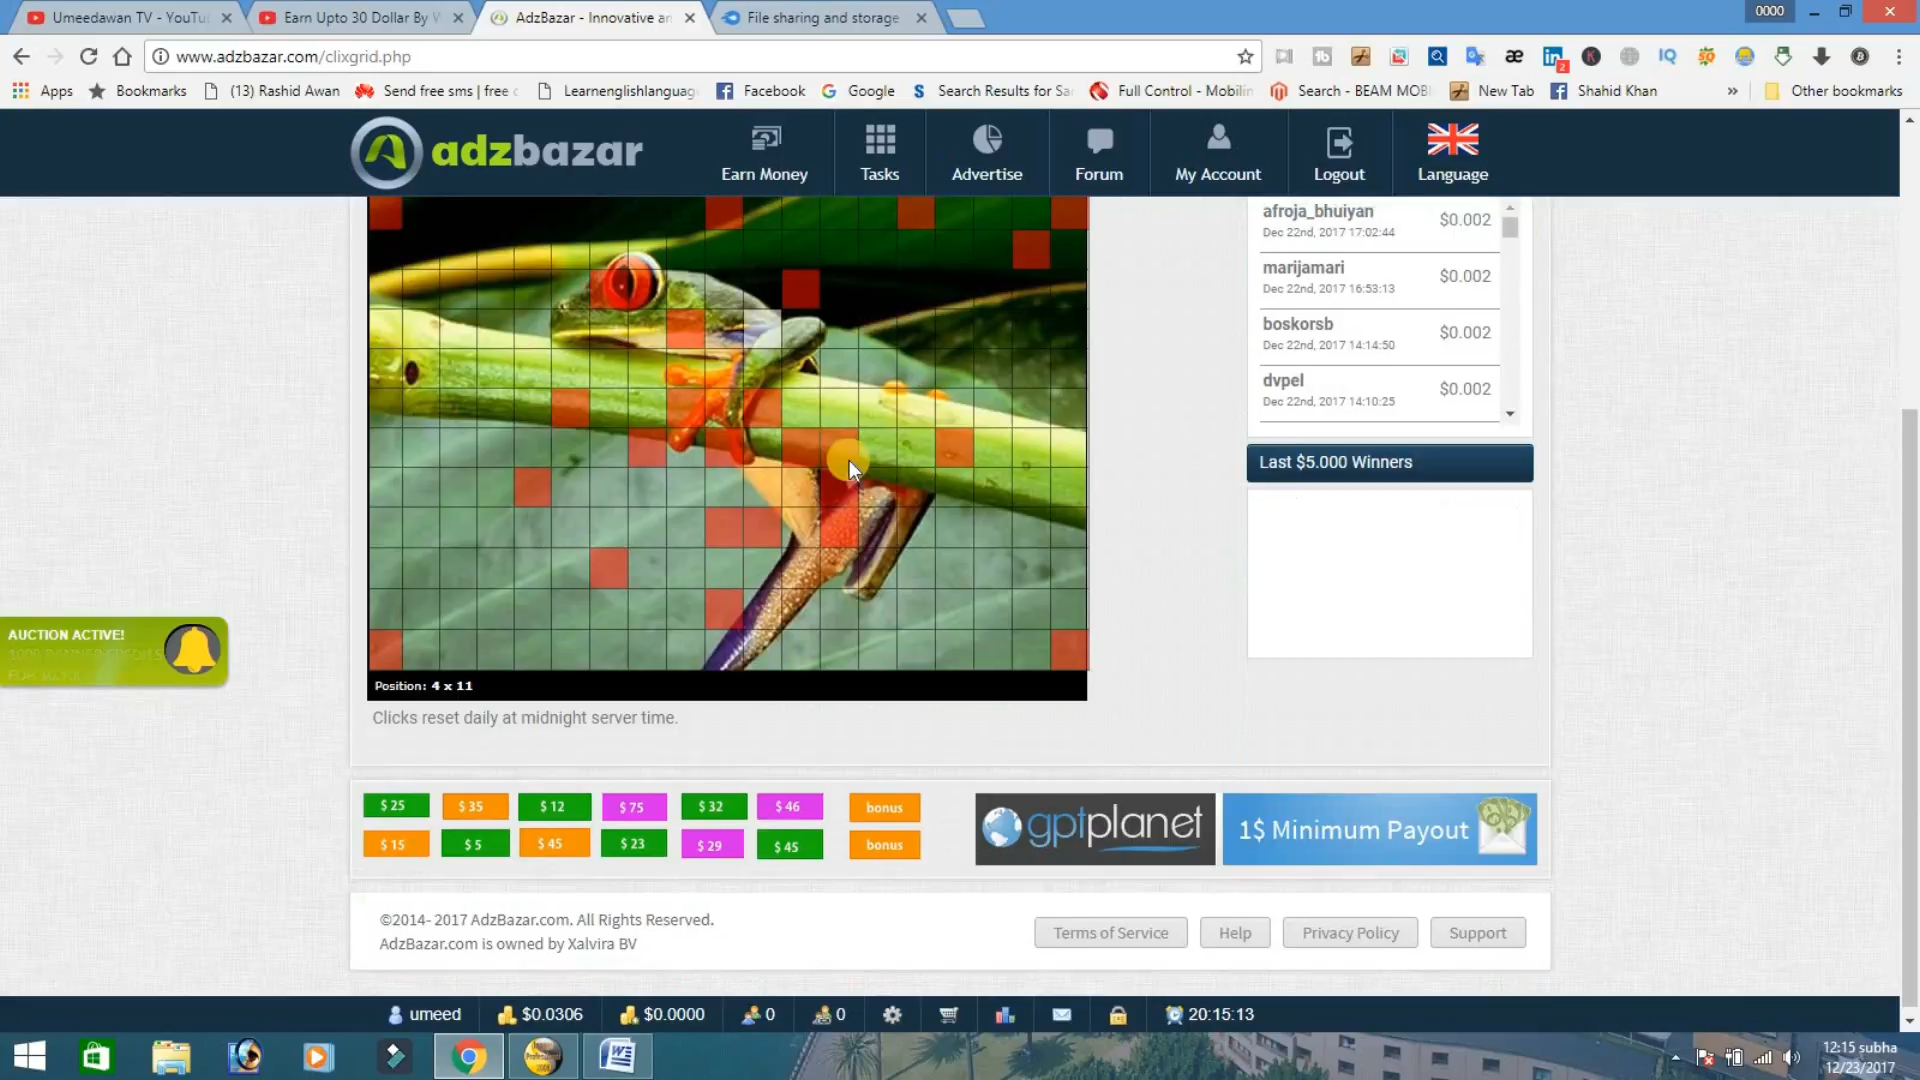 Umeedawan TV - YouTu
Earn Upto 30 Dollar By
AdzBazar - Innovative an
File sharing and storage
0000
www.adzbazar.com/clixgrid.php
Apps
Bookmarks
(13) Rashid Awan
Send free sms | free
Learnenglishlanguag
Facebook
Google
Search Results for Sa
Full Control - Mobilin
Search - BEAM MOBI
New Tab
Shahid Khan
»
Other bookmarks
adzbazar
Earn Money
Tasks
Advertise
Forum
My Account
Logout
Language
afroja_bhuiyan
$0.002
Dec 22nd, 2017 17:02:44
marijamari
$0.002
Dec 22nd, 2017 16:53:13
boskorsb
$0.002
Dec 22nd, 2017 14:14:50
dvpel
$0.002
Dec 22nd, 2017 14:10:25
Last $5.000 Winners
AUCTION ACTIVE!
Position: 4 x 11
Clicks reset daily at midnight server time.
$ 25
$ 35
$ 12
$ 75
$ 32
$ 46
bonus
$ 15
$ 5
$ 45
$ 23
$ 29
$ 45
bonus
gptplanet
1$ Minimum Payout
©2014- 2017 AdzBazar.com. All Rights Reserved.
AdzBazar.com is owned by Xalvira BV
Terms of Service
Help
Privacy Policy
Support
umeed
$0.0306
$0.0000
0
0
20:15:13
12:15 subha
12/23/2017